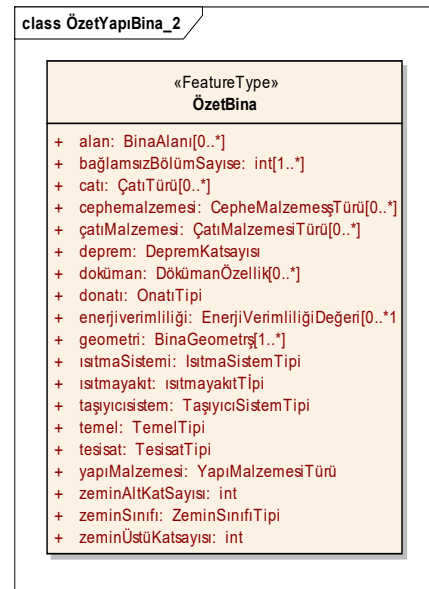 class ÖzetYapıBina_2
«FeatureType»
ÖzetBina
+ alan: BinaAlanı[0..*]
+ bağlamsızBölümSayıse: int[1..*]
+ catı: ÇatıTürü[0..*]
+ cephemalzemesi: CepheMalzemesşTürü[0..*]
+ çatıMalzemesi: ÇatıMalzemesiTürü[0..*]
+ deprem: DepremKatsayısı
+ doküman: DökümanÖzellik[0..*]
+ donatı: OnatıTipi
+ enerjiverimliliği: EnerjiVerimliliğiDeğeri[0..*1
+ geometri: BinaGeometrş[1..*]
+ ısıtmaSistemi: IsıtmaSistemTipi
+ ısıtmayakıt: ısıtmayakıtTİpı
+ taşıyıcısistem: TaşıyıcıSistemTipi
+ temel: TemelTipi
+ tesisat: TesisatTipi
+ yapıMalzemesi: YapıMalzemesiTürü
+ zeminAltKatSayısı: int
+ zeminSınıfı: ZeminSınıfıTipi
+ zeminÜstüKatsayısı: int